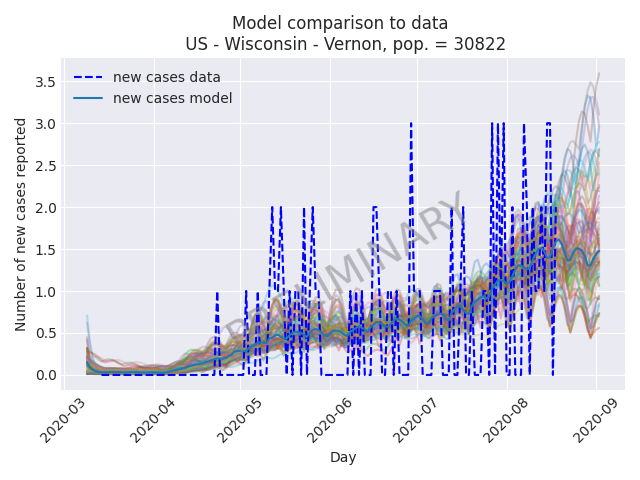 Model comparison to data
US - Wisconsin - Vernon, pop. = 30822
new cases data
new cases model
3.5
3.0
2.5
2.0
1.5
1.0
0.5
0.0
Number of new cases reported
PRELIMINARY
2020-03
2020-04
2020-05
2020-06
2020-07
2020-08
2020-09
Day